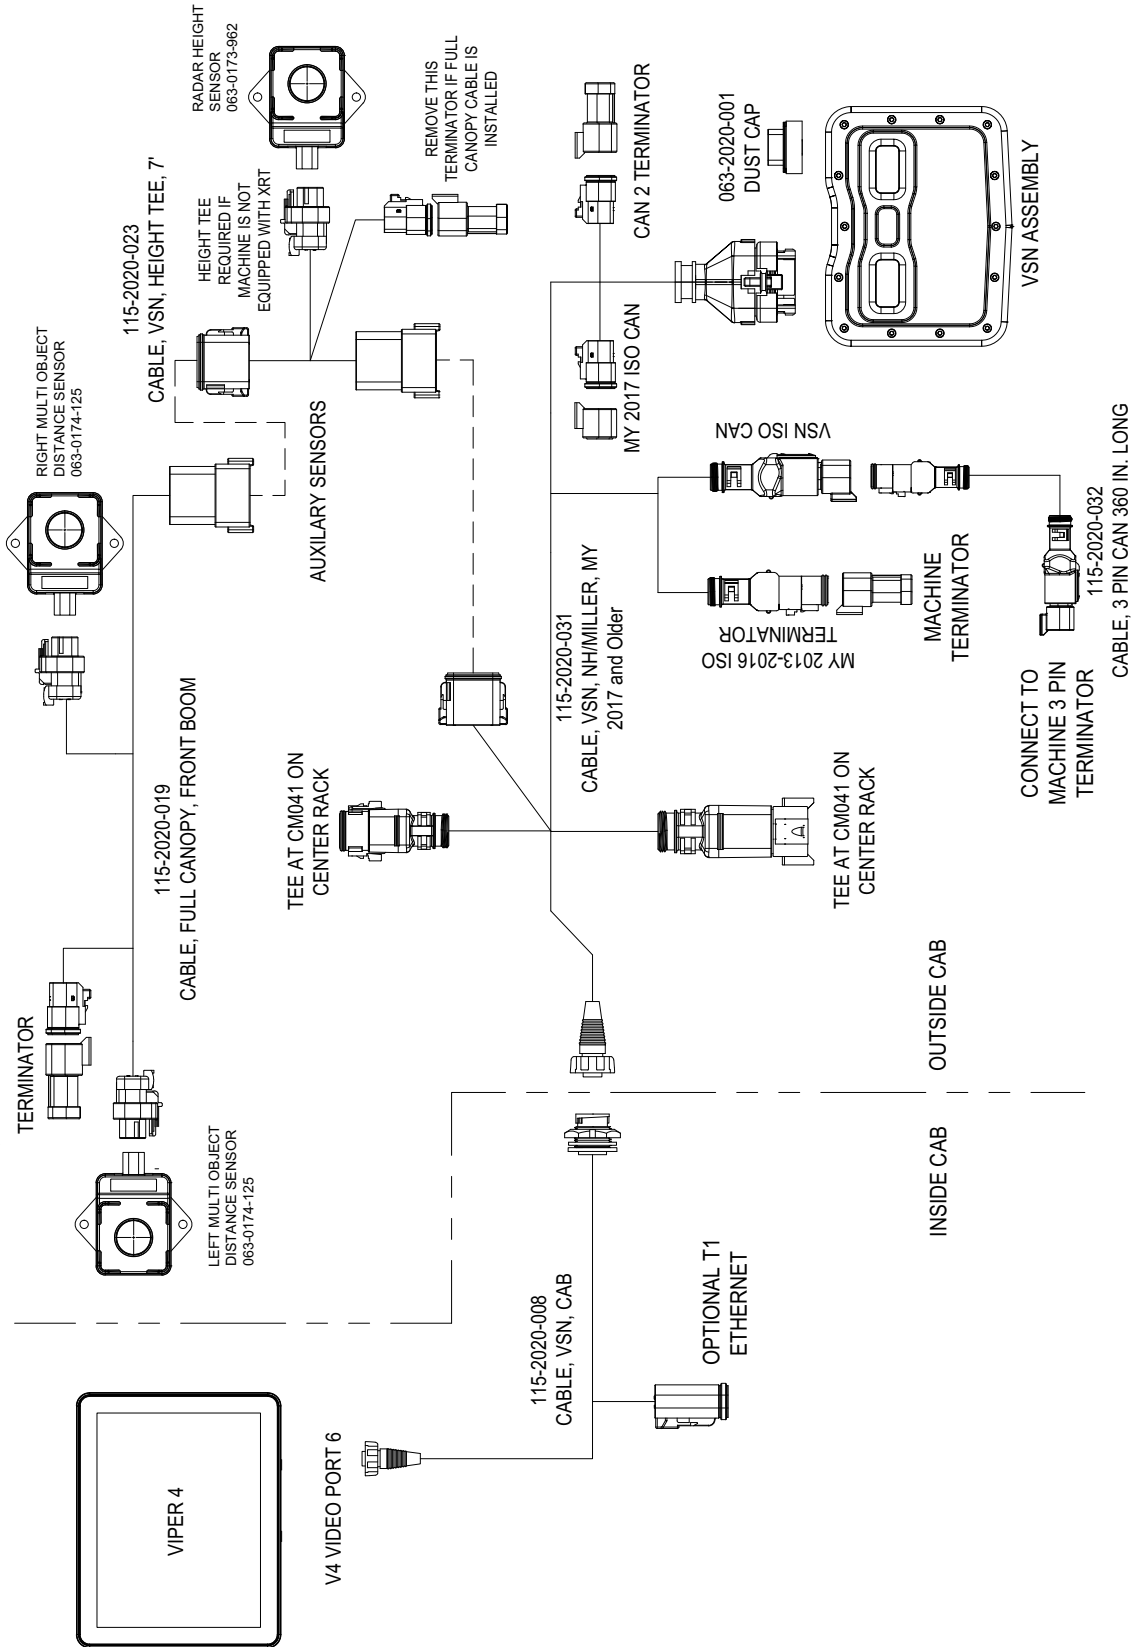 RADAR HEIGHT
SENSOR
063-0173-962
REMOVE THIS
TERMINATOR IF FULL
CANOPY CABLE IS
INSTALLED
CAN 2 TERMINATOR
063-2020-001
DUST CAP
VSN ASSEMBLY
115-2020-023
CABLE, VSN, HEIGHT TEE, 7'
HEIGHT TEE
REQUIRED IF
MACHINE IS NOT
EQUIPPED WITH XRT
RIGHT MULTI OBJECT
DISTANCE SENSOR
063-0174-125
AUXILARY SENSORS
MY 2017 ISO CAN
VSN ISO CAN
115-2020-019
CABLE, FULL CANOPY, FRONT BOOM
115-2020-031
CABLE, VSN, NH/MILLER, MY
2017 and Older
MY 2013-2016 ISO
TERMINATOR
MACHINE
TERMINATOR
115-2020-032
CABLE, 3 PIN CAN 360 IN. LONG
CONNECT TO
MACHINE 3 PIN
TERMINATOR
TEE AT CM041 ON
CENTER RACK
TEE AT CM041 ON
CENTER RACK
TERMINATOR
LEFT MULTI OBJECT
DISTANCE SENSOR
063-0174-125
OUTSIDE CAB
INSIDE CAB
115-2020-008
CABLE, VSN, CAB
OPTIONAL T1
ETHERNET
VIPER 4
V4 VIDEO PORT 6